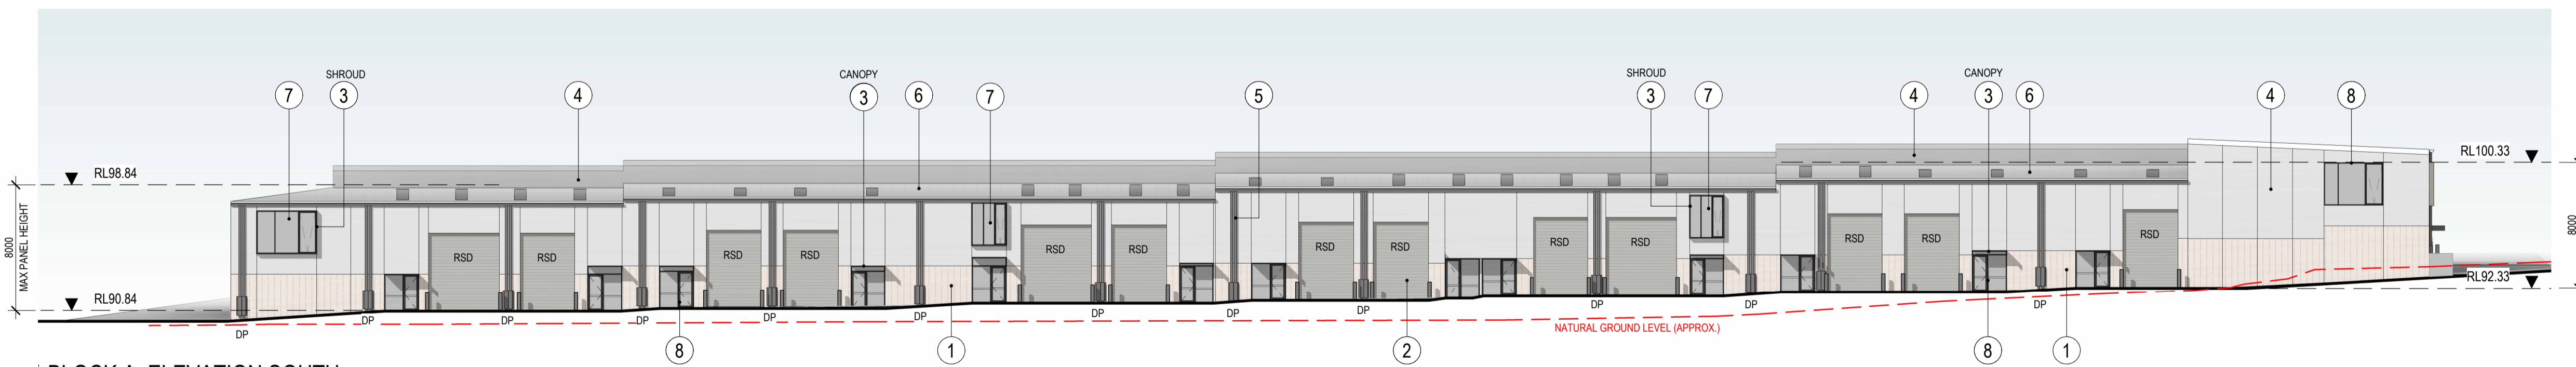 SHROUD
CANOPY
SHROUD
CANOPY
7
3
4
3
6
7
5
3
7
4
3
6
4
8
RL98.84
RL100.33
8000
MAX PANEL HEIGHT
8000
RSD
RSD
RSD
RSD
RSD
RSD
RSD
RSD
RSD
RSD
RSD
RSD
RSD
RL90.84
RL92.33
DP
DP
DP
DP
DP
DP
DP
DP
DP
DP
DP
DP
NATURAL GROUND LEVEL (APPROX.)
8
1
2
8
1
BLOCK A ELEVATION SOUTH